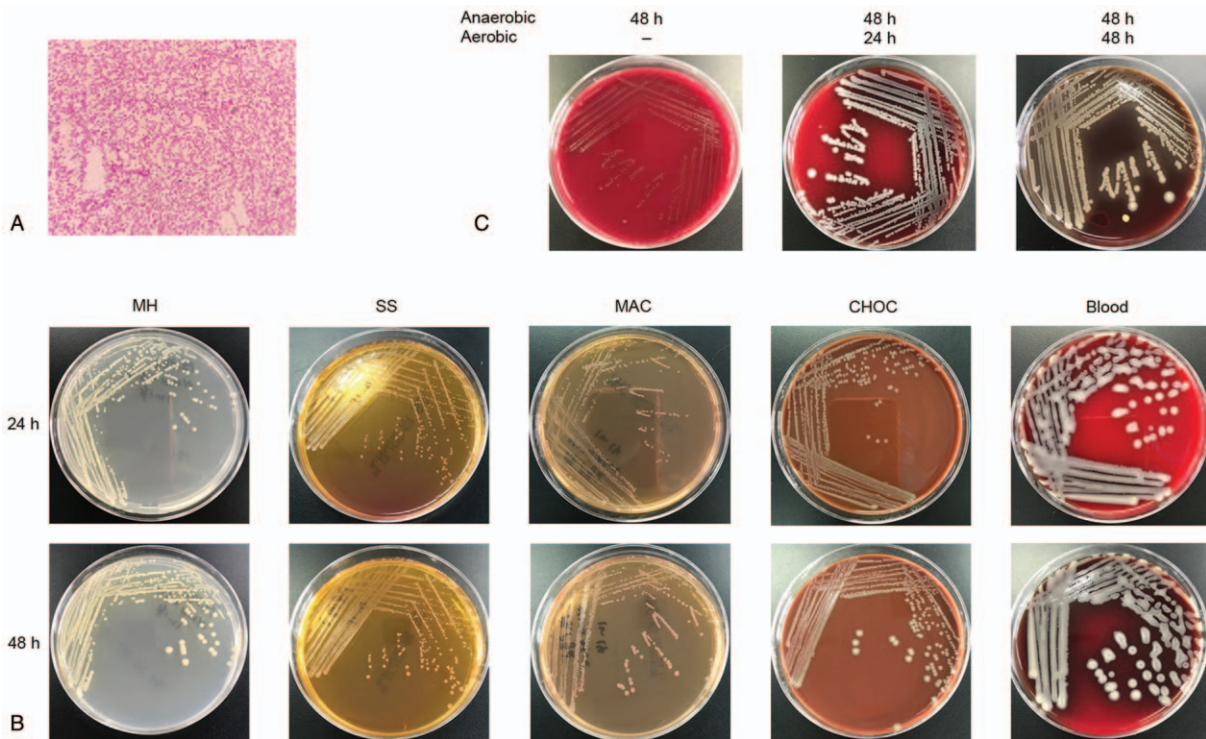 Anaerobic 48 h 48 h 48 h
Aerobic – 24 h 48 h
A
C
MH SS MAC CHOC Blood
24 h
48 h
B